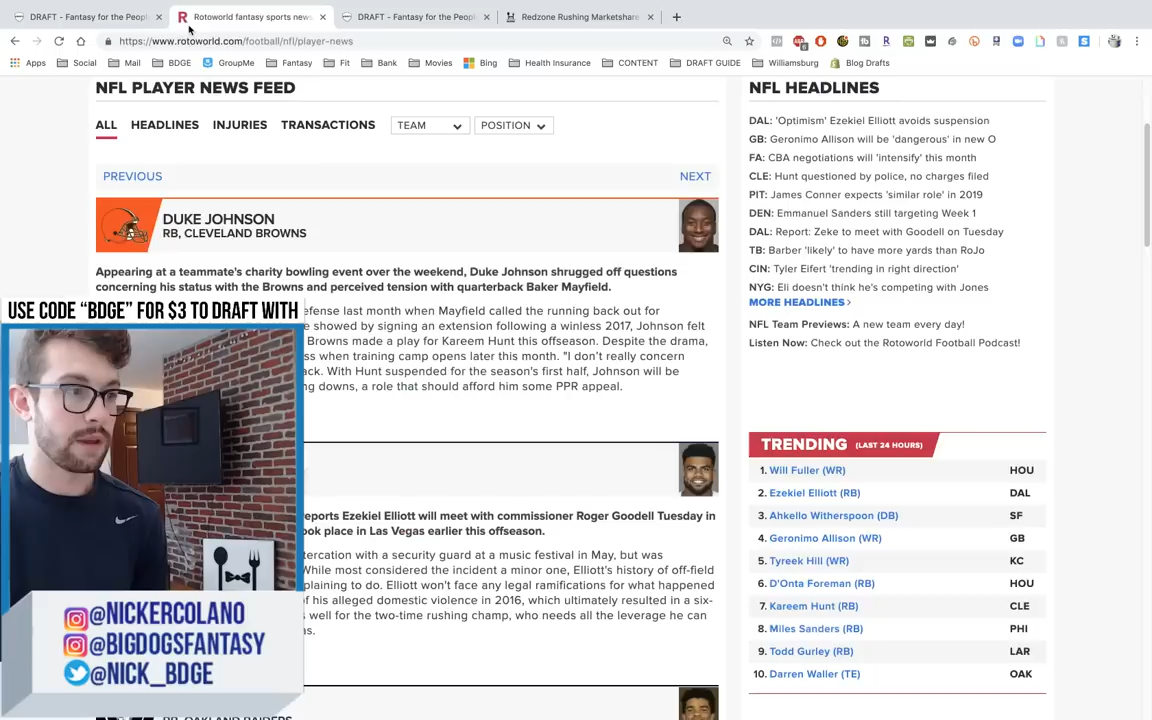 DRAFT - Fantasy for the Peopl
Rotoworld fantasy sports news
DRAFT - Fantasy for the Peopl
Redzone Rushing Marketshare
https://www.rotoworld.com/football/nfl/player-news
Apps Social Mail BDGE GroupMe Fantasy Fit Bank Movies Bing Health Insurance CONTENT DRAFT GUIDE Williamsburg Blog Drafts
NFL PLAYER NEWS FEED
ALL HEADLINES INJURIES TRANSACTIONS TEAM POSITION
PREVIOUS NEXT
DUKE JOHNSON
RB, CLEVELAND BROWNS
Appearing at a teammate's charity bowling event over the weekend, Duke Johnson shrugged off questions
concerning his status with the Browns and perceived tension with quarterback Baker Mayfield.
efense last month when Mayfield called the running back out for
e showed by signing an extension following a winless 2017, Johnson felt
Browns made a play for Kareem Hunt this offseason. Despite the drama,
ss when training camp opens later this month. "I don't really concern
ack. With Hunt suspended for the season's first half, Johnson will be
ng downs, a role that should afford him some PPR appeal.
eports Ezekiel Elliott will meet with commissioner Roger Goodell Tuesday in
ook place in Las Vegas earlier this offseason.
tercation with a security guard at a music festival in May, but was
While most considered the incident a minor one, Elliott's history of off-field
plaining to do. Elliott won't face any legal ramifications for what happened
of his alleged domestic violence in 2016, which ultimately resulted in a six-
s well for the two-time rushing champ, who needs all the leverage he can
as.
RB, OAKLAND RAIDERS
NFL HEADLINES
DAL: 'Optimism' Ezekiel Elliott avoids suspension
GB: Geronimo Allison will be 'dangerous' in new O
FA: CBA negotiations will 'intensify' this month
CLE: Hunt questioned by police, no charges filed
PIT: James Conner expects 'similar role' in 2019
DEN: Emmanuel Sanders still targeting Week 1
DAL: Report: Zeke to meet with Goodell on Tuesday
TB: Barber 'likely' to have more yards than RoJo
CIN: Tyler Eifert 'trending in right direction'
NYG: Eli doesn't think he's competing with Jones
MORE HEADLINES ›
NFL Team Previews: A new team every day!
Listen Now: Check out the Rotoworld Football Podcast!
TRENDING (LAST 24 HOURS)
1. Will Fuller (WR) HOU
2. Ezekiel Elliott (RB) DAL
3. Ahkello Witherspoon (DB) SF
4. Geronimo Allison (WR) GB
5. Tyreek Hill (WR) KC
6. D'Onta Foreman (RB) HOU
7. Kareem Hunt (RB) CLE
8. Miles Sanders (RB) PHI
9. Todd Gurley (RB) LAR
10. Darren Waller (TE) OAK
USE CODE "BDGE" FOR $3 TO DRAFT WITH
@NICKERCOLANO
@BIGDOGSFANTASY
@NICK_BDGE